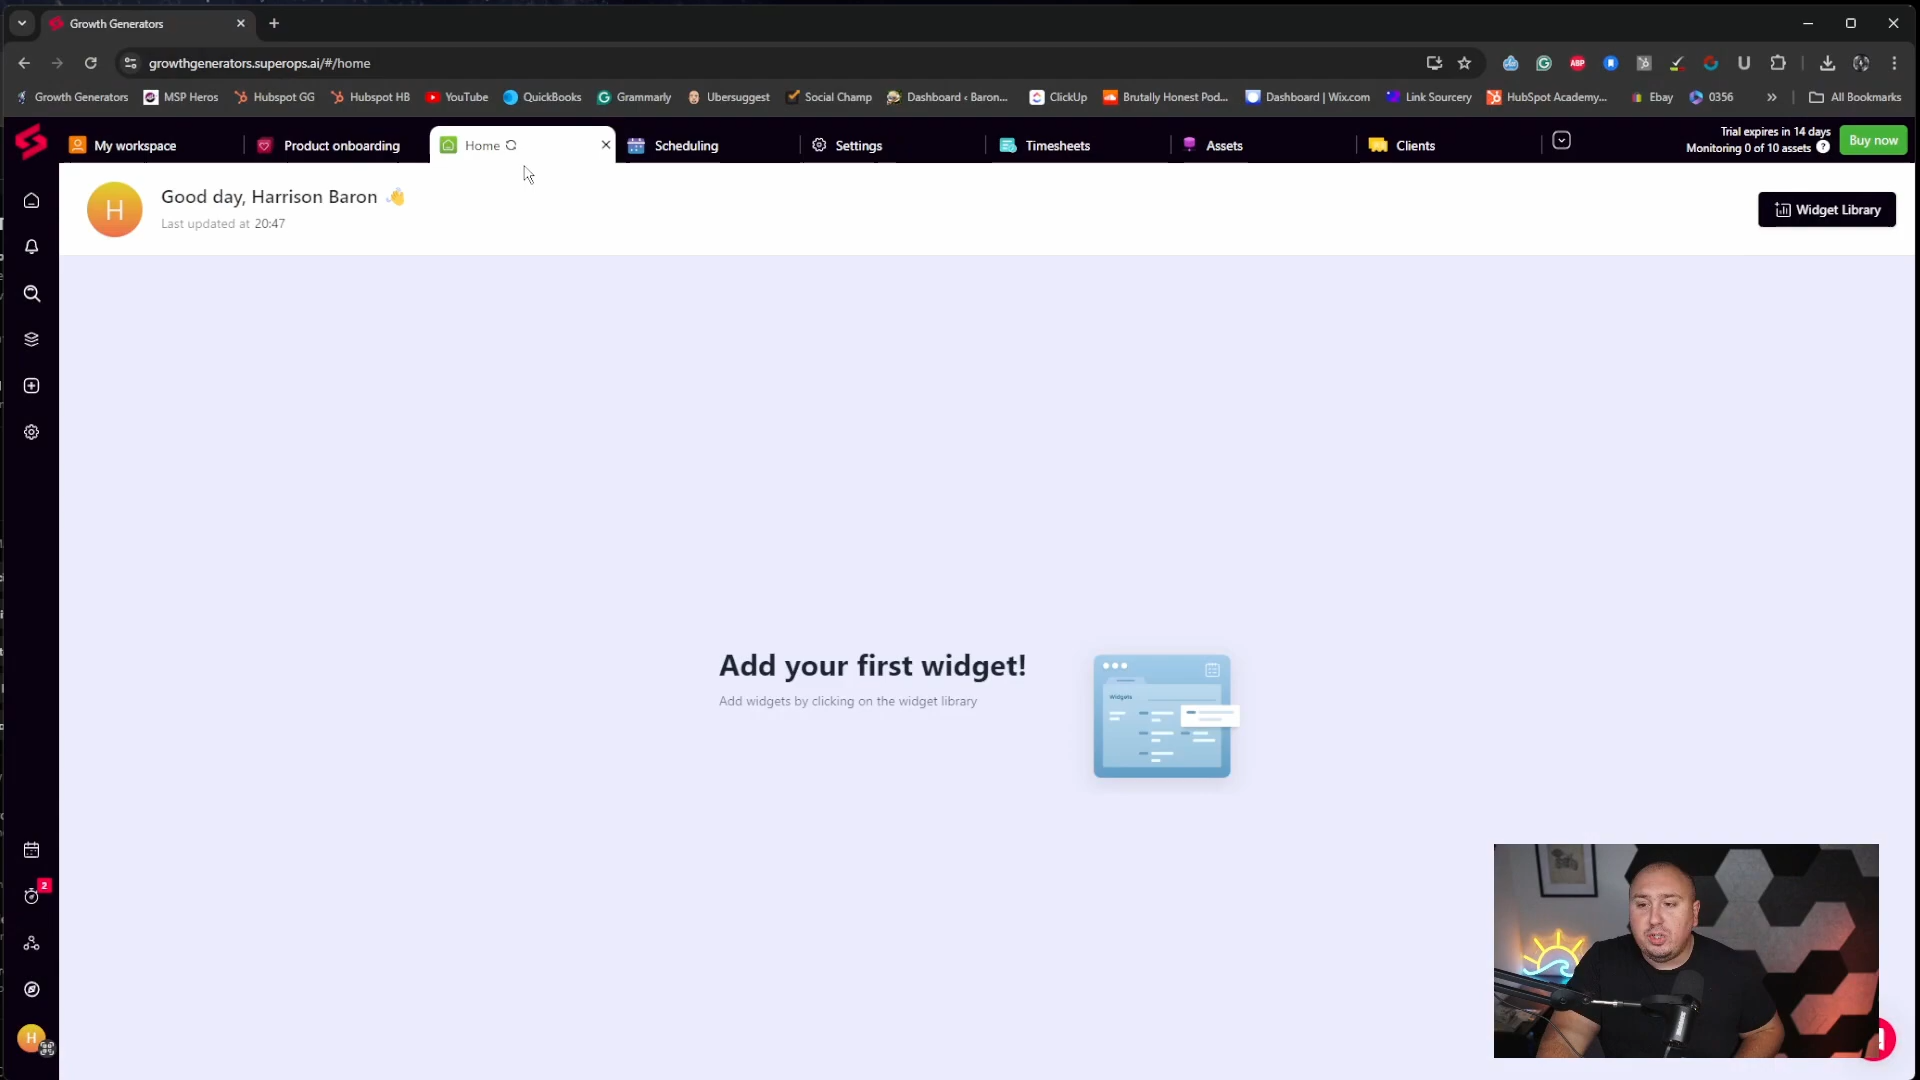 Growth Generators
growthgenerators.superops.ai/#/home
ABP
Growth Generators MSP Heros Hubspot GG Hubspot HB YouTube QuickBooks Grammarly Ubersuggest Social Champ Dashboard ‹ Baron... ClickUp Brutally Honest Pod... Dashboard | Wix.com Link Sourcery HubSpot Academy... Ebay 0356 » All Bookmarks
My workspace Product onboarding Home Scheduling Settings Timesheets Assets Clients
Trial expires in 14 days
Monitoring 0 of 10 assets ?
Buy now
H
Good day, Harrison Baron 👋
Last updated at 20:47
Widget Library
Add your first widget!
Add widgets by clicking on the widget library
Widgets
2
H